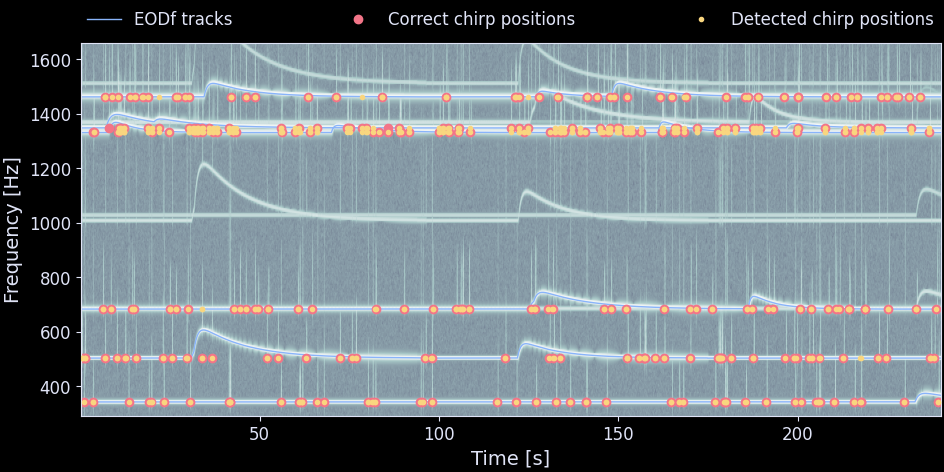 EODf tracks
Correct chirp positions
Detected chirp positions
1600
1400
1200
1000
800
600
400
Frequency [Hz]
50
100
150
200
Time [s]